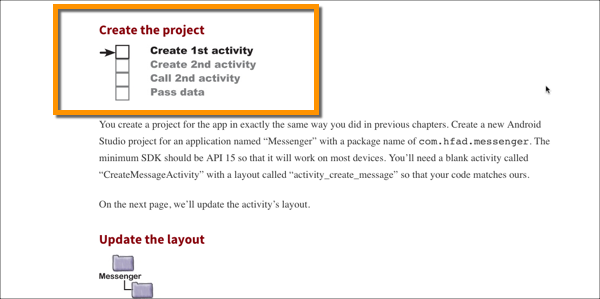 Create the project
Create 1st activity
Create 2nd activity
Call 2nd activity
Pass data
You create a project for the app in exactly the same way you did in previous chapters. Create a new Android
Studio project for an application named “Messenger” with a package name of com.hfad.messenger. The
minimum SDK should be API 15 so that it will work on most devices. You’ll need a blank activity called
“CreateMessageActivity” with a layout called “activity_create_message” so that your code matches ours.
On the next page, we’ll update the activity’s layout.
Update the layout
Messenger